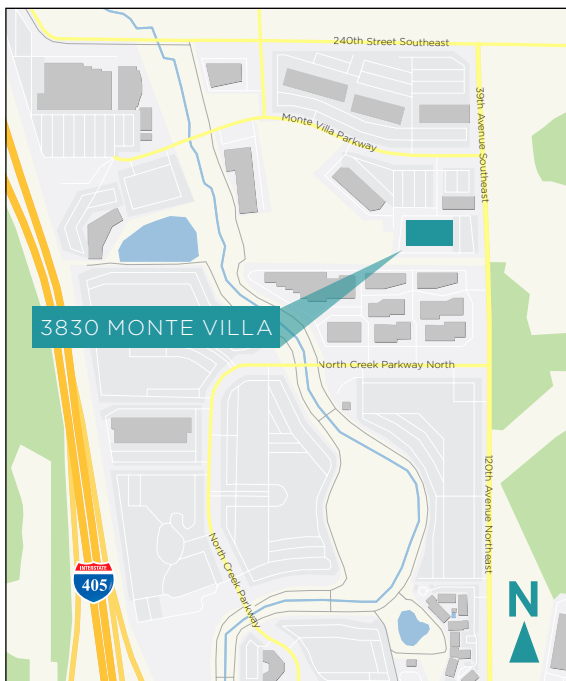 240th Street Southeast
39th Avenue Southeast
Monte Villa Parkway
3830 MONTE VILLA
North Creek Parkway North
120th Avenue Northeast
North Creek Parkway
INTERSTATE
405
N